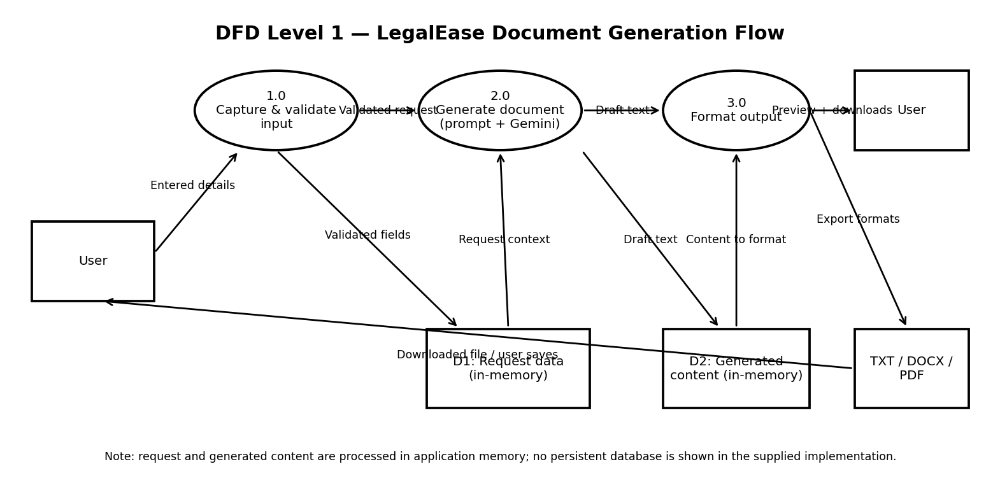 DFD Level 1 — LegalEase Document Generation Flow
1.0
Capture & validate
input
Validated request
2.0
Generate document
(prompt + Gemini)
Draft text
3.0
Format output
Preview + downloads
User
Entered details
User
Validated fields
Request context
Draft text
Content to format
Export formats
Downloaded file / user saves
D1: Request data
(in-memory)
D2: Generated
content (in-memory)
TXT / DOCX /
PDF
Note: request and generated content are processed in application memory; no persistent database is shown in the supplied implementation.